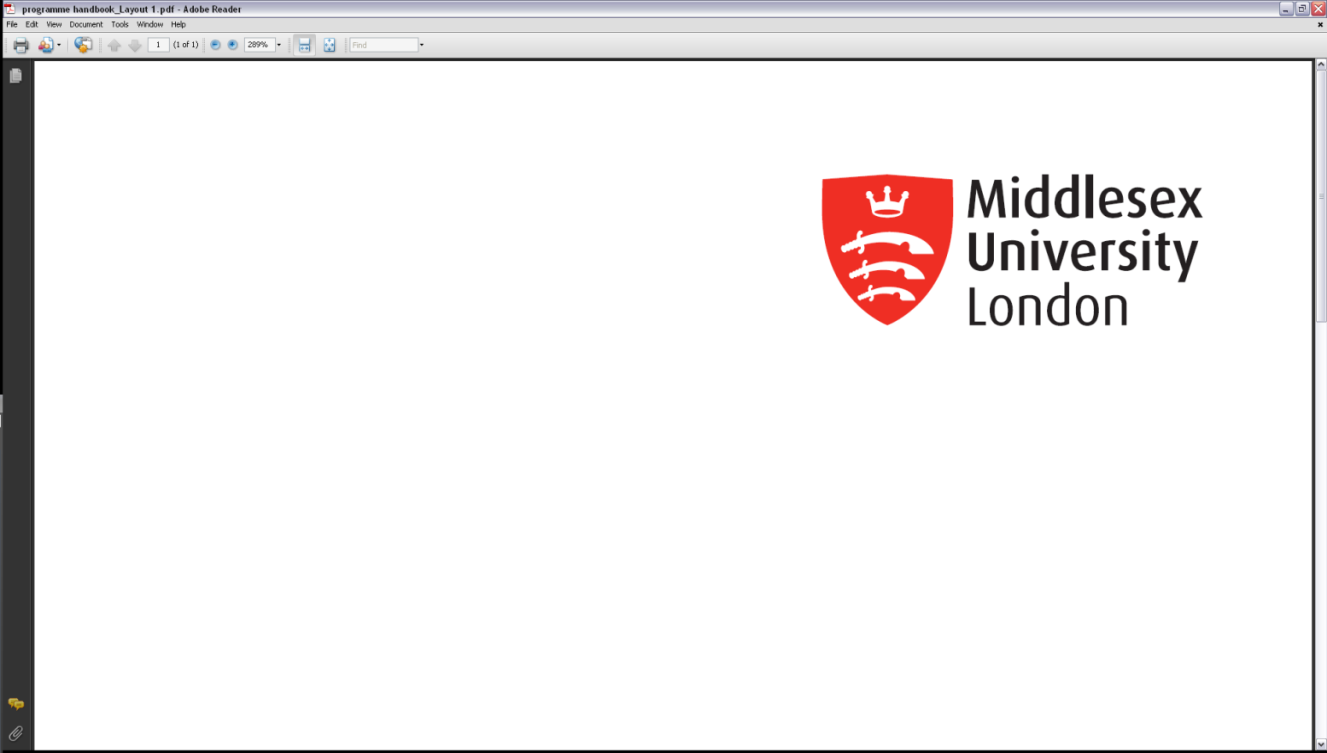 programme handbook_Layout 1.pdf - Adobe Reader
File Edit View Document Tools Window Help
1 (1 of 1) 289% Find
Middlesex
University
London